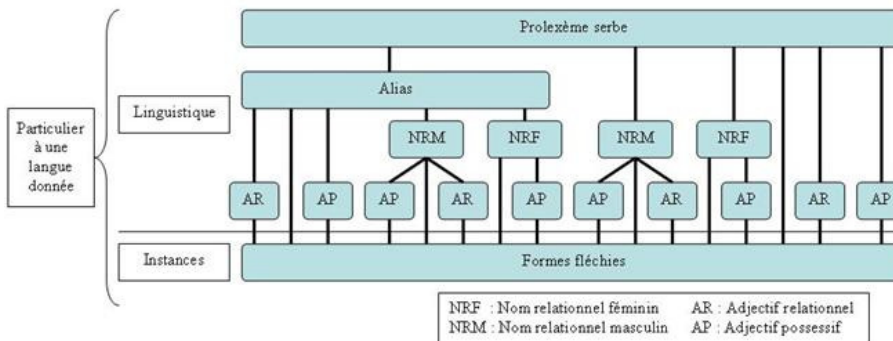 Prolexème serbe
Alias
Linguistique
Particulier
à une
langue
donnée
NRM
NRF
NRM
NRF
AR
AP
AP
AR
AP
AP
AR
AP
AR
AP
Instances
Formes fléchies
NRF : Nom relationnel féminin
AR : Adjectif relationnel
NRM : Nom relationnel masculin
AP : Adjectif possessif